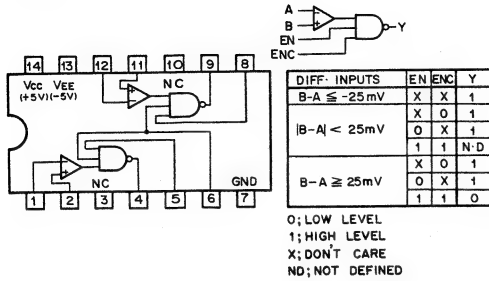 A
B
EN
ENC
Y
14 13 12 11 10 9 8
Vcc VEE NC
(+5V)(-5V)
NC GND
1 2 3 4 5 6 7
DIFF· INPUTS EN ENC Y
B-A ≦ -25mV X X 1
|B-A| < 25mV X 0 1
0 X 1
1 1 N·D
B-A ≧ 25mV X 0 1
0 X 1
1 1 0
0; LOW LEVEL
1; HIGH LEVEL
X; DON'T CARE
ND; NOT DEFINED